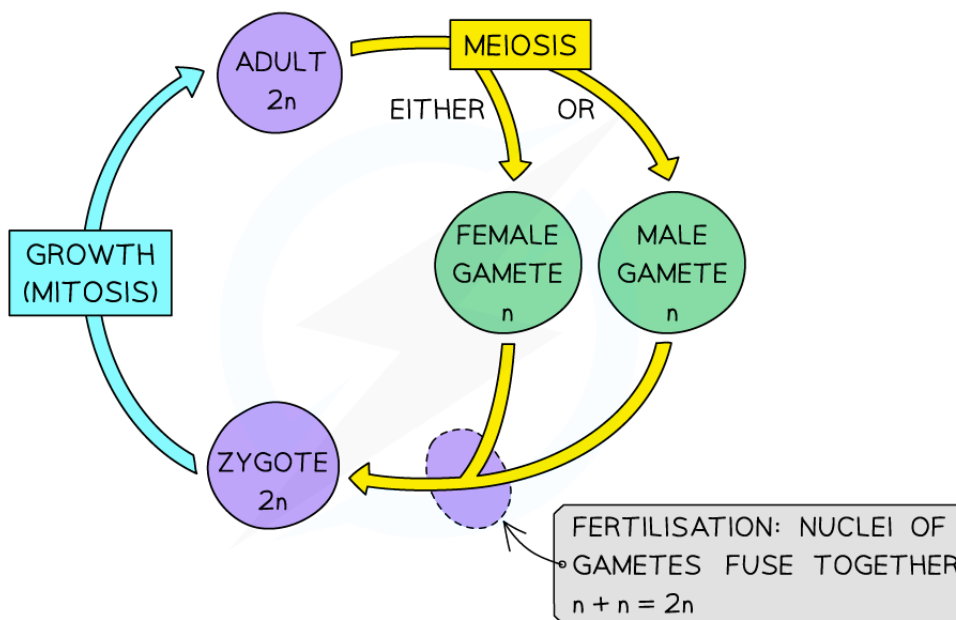 ADULT
2n
MEIOSIS
EITHER
OR
FEMALE
GAMETE
n
MALE
GAMETE
n
GROWTH
(MITOSIS)
ZYGOTE
2n
FERTILISATION: NUCLEI OF
GAMETES FUSE TOGETHER
n + n = 2n